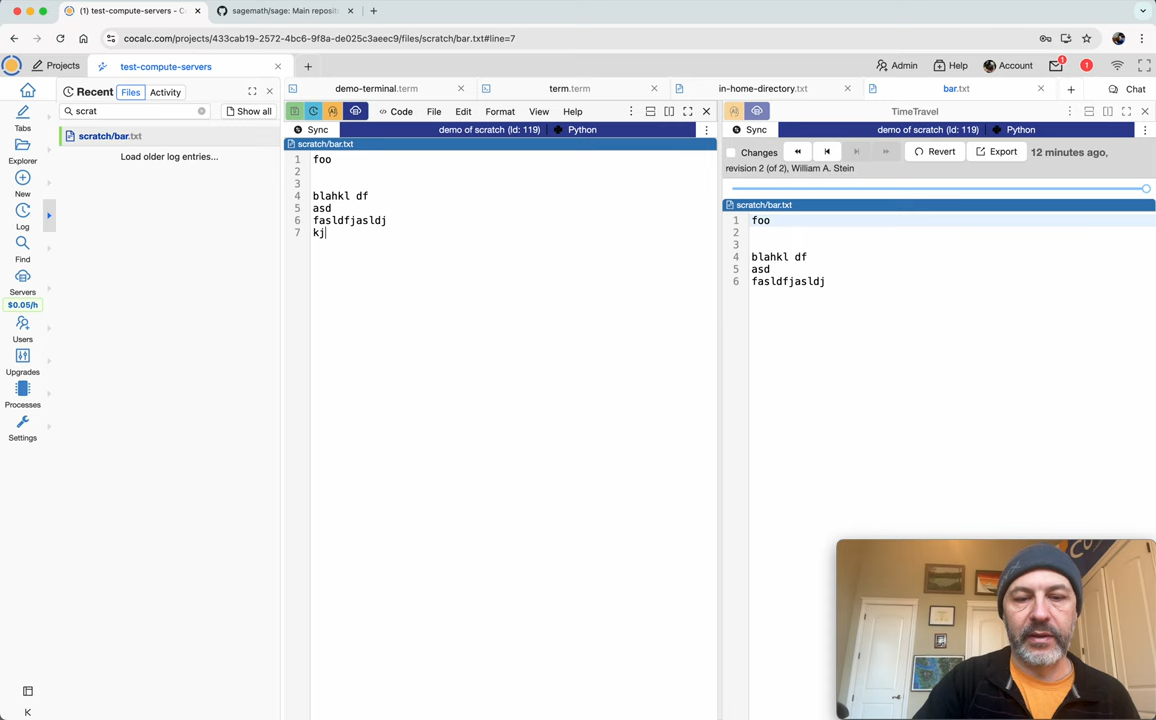 (1) test-compute-servers - C
sagemath/sage: Main reposit
cocalc.com/projects/433cab19-2572-4bc6-9f8a-de025c3aeec9/files/scratch/bar.txt#line=7
Projects
test-compute-servers
Admin
Help
1
1
Account
Recent
Files
Activity
scrat
Show all
scratch/bar.txt
Load older log entries...
Tabs
Explorer
New
Log
Find
Servers
$0.05/h
Users
Upgrades
Processes
Settings
demo-terminal.term
term.term
in-home-directory.txt
bar.txt
Chat
Code
File
Edit
Format
View
Help
Sync
demo of scratch (Id: 119)
Python
scratch/bar.txt
1 foo
2
3
4 blahkl df
5 asd
6 fasldfjasldj
7 kj
TimeTravel
Sync
demo of scratch (Id: 119)
Python
Changes
Revert
Export
12 minutes ago,
revision 2 (of 2), William A. Stein
scratch/bar.txt
1 foo
2
3
4 blahkl df
5 asd
6 fasldfjasldj